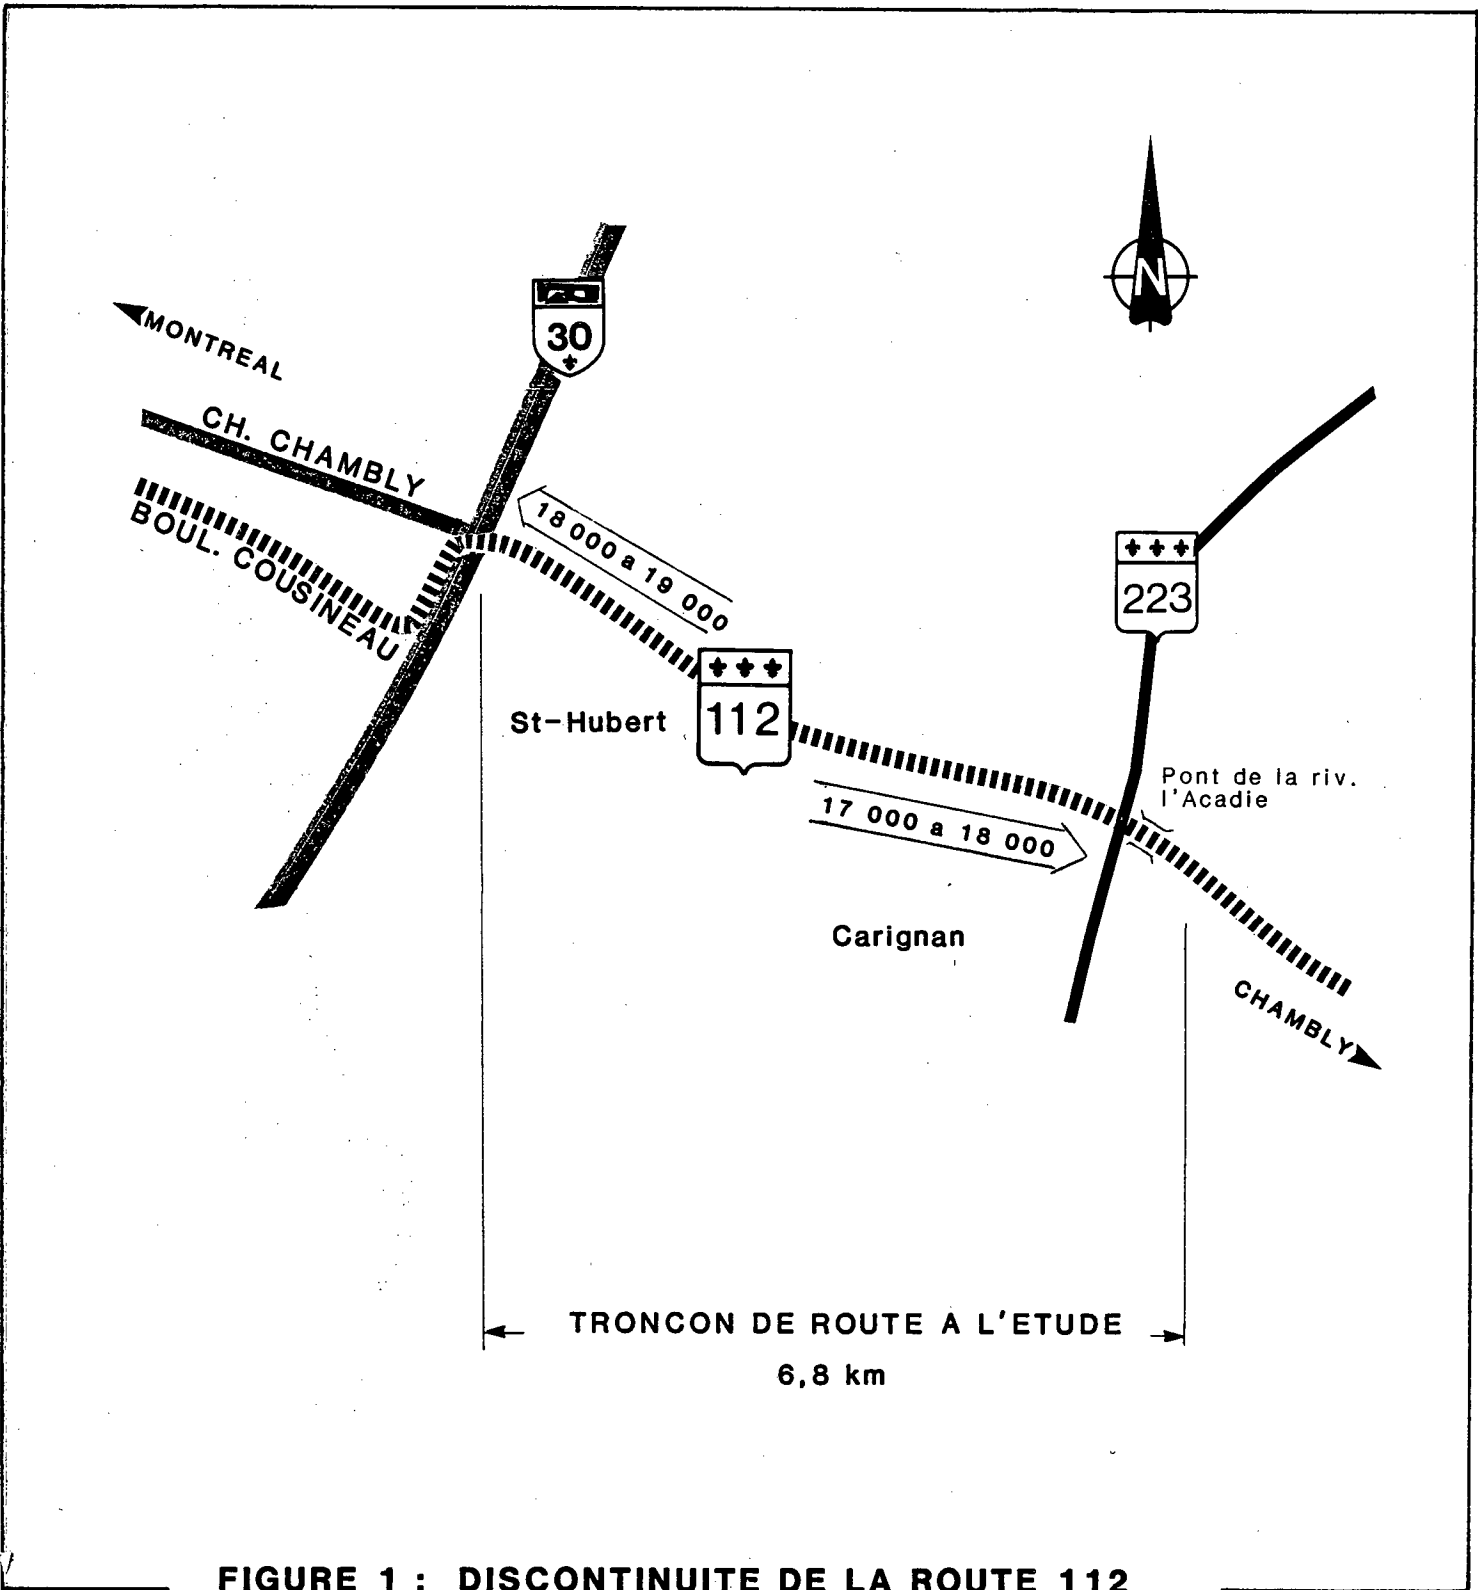 N
30
MONTREAL
CH. CHAMBLY
BOUL. COUSINEAU
18 000 a 19 000
223
St-Hubert
112
Pont de la riv.
l'Acadie
17 000 a 18 000
Carignan
CHAMBLY
TRONCON DE ROUTE A L'ETUDE
6,8 km
FIGURE 1 : DISCONTINUITE DE LA ROUTE 112